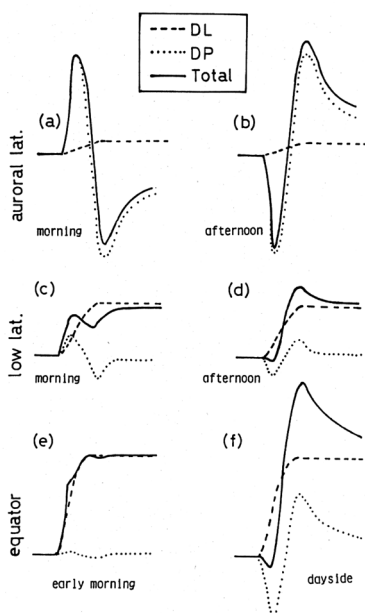 DL
DP
Total
auroral lat.
(a)
morning
(b)
afternoon
low lat.
(c)
morning
(d)
afternoon
equator
(e)
early morning
(f)
dayside